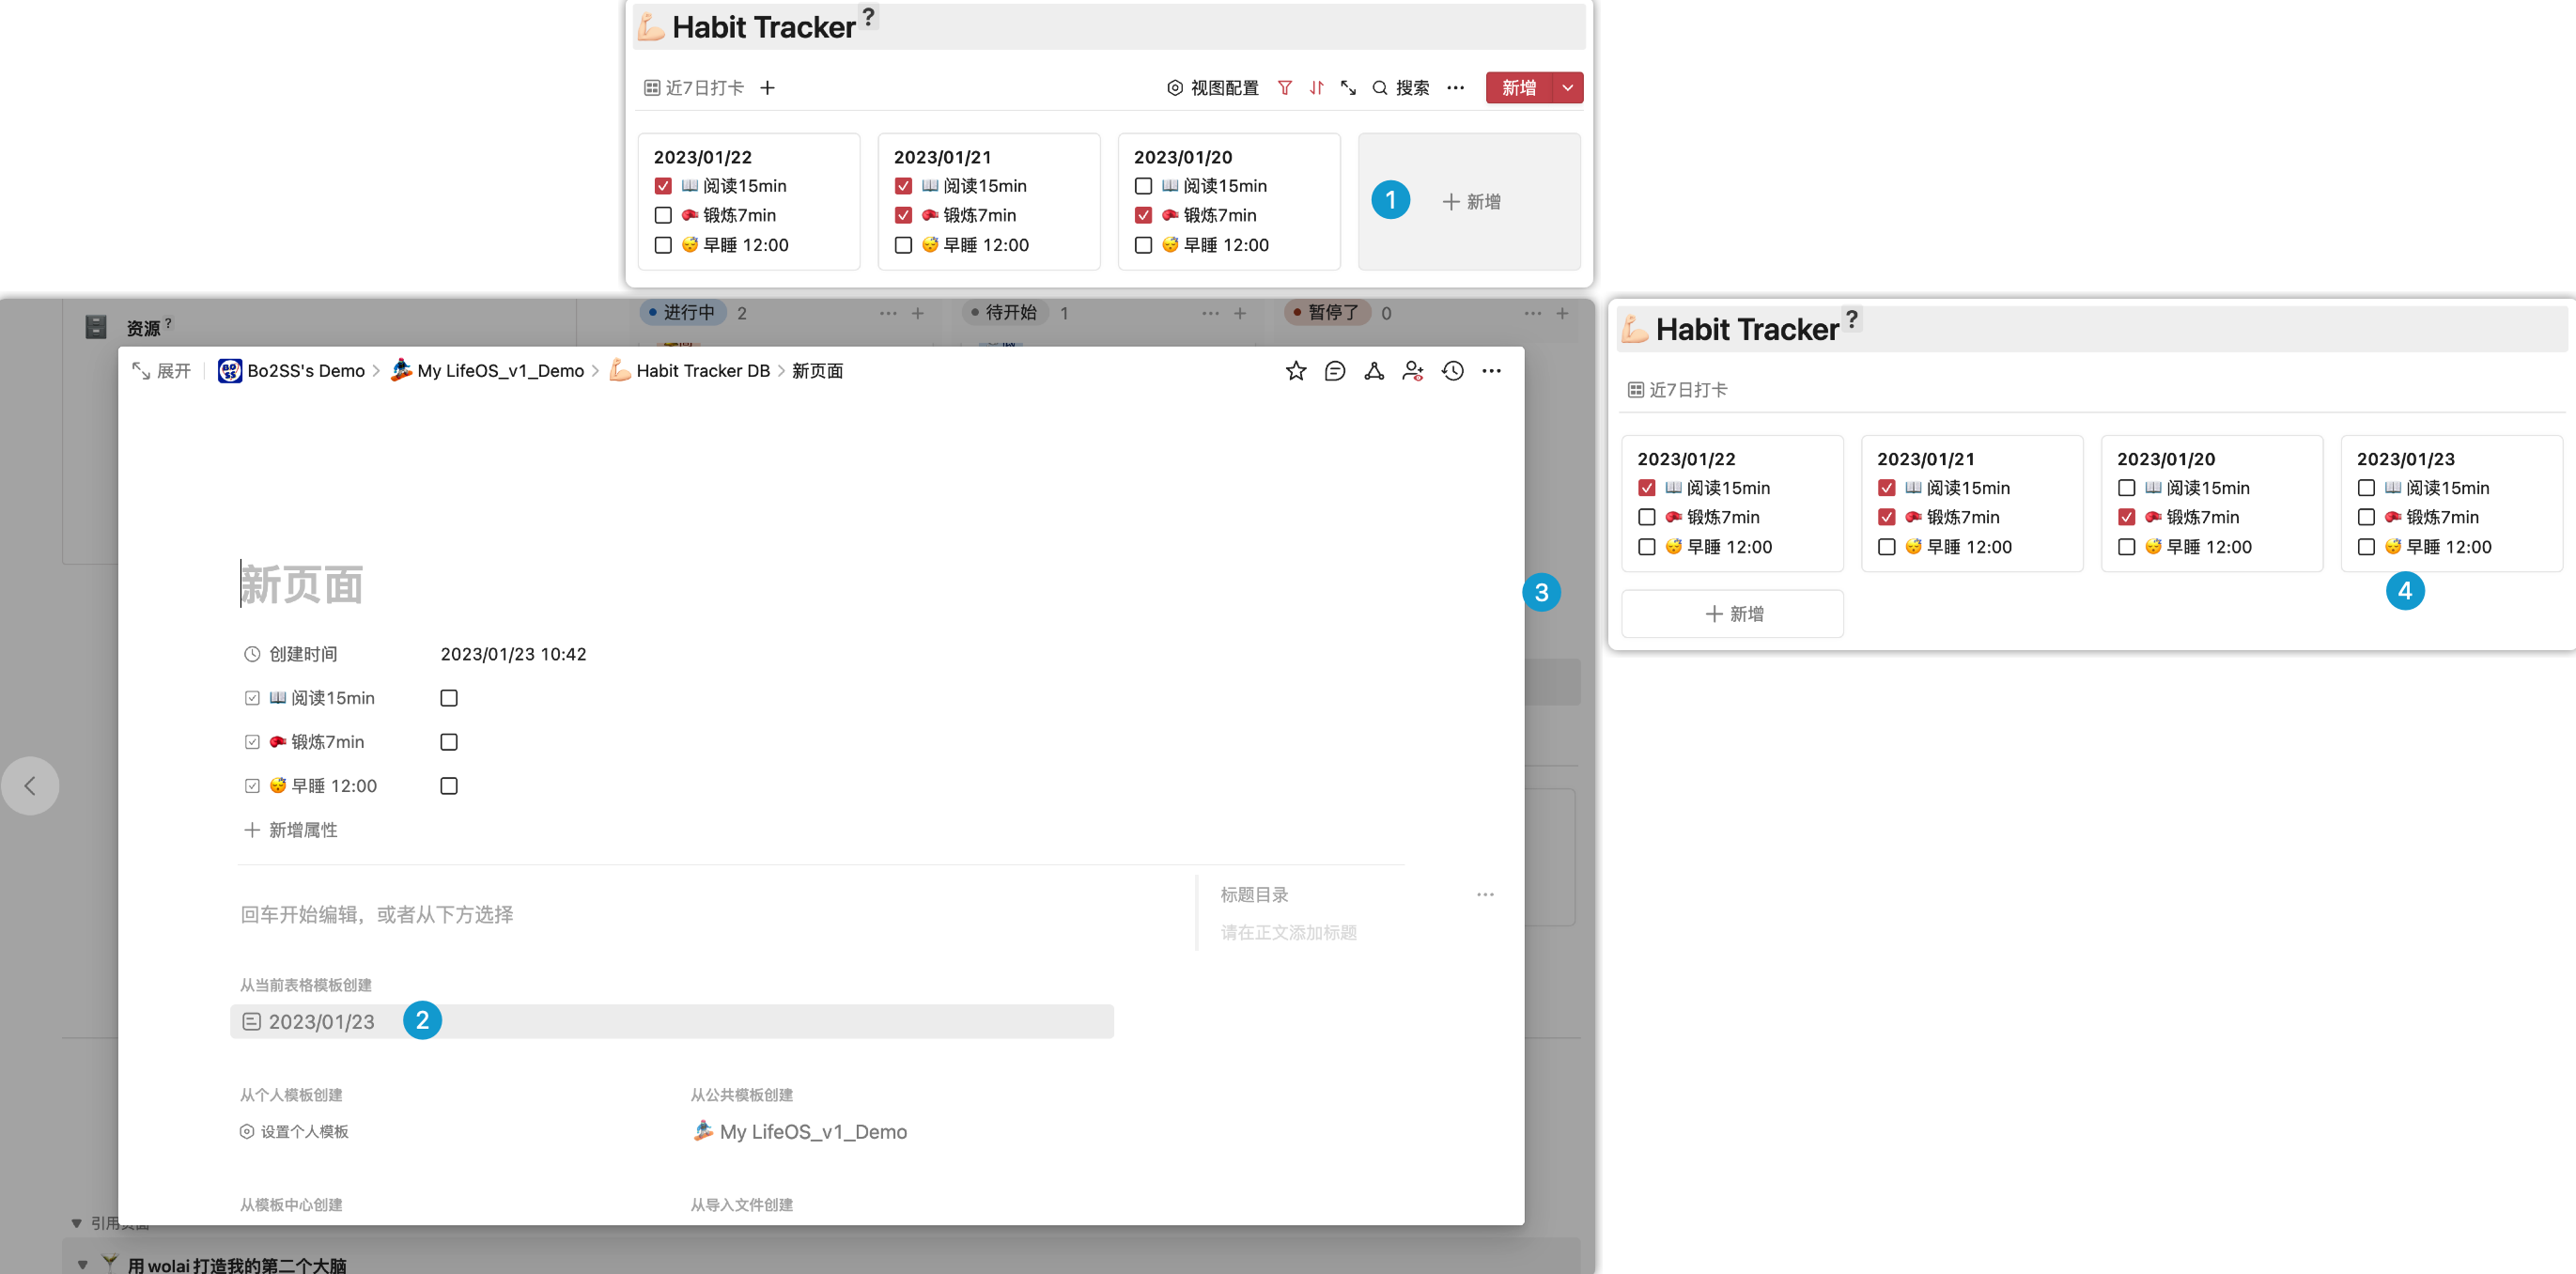 💪🏻 Habit Tracker ?
近7日打卡 +
视图配置 搜索 ··· 新增
2023/01/22
📖 阅读15min
🥊 锻炼7min
😴 早睡 12:00
2023/01/21
📖 阅读15min
🥊 锻炼7min
😴 早睡 12:00
2023/01/20
📖 阅读15min
🥊 锻炼7min
😴 早睡 12:00
1 + 新增
资源 ?
进行中 2 ··· +
待开始 1 ··· +
暂停了 0 ··· +
展开 Bo2SS's Demo > 🏂 My LifeOS_v1_Demo > 💪🏻 Habit Tracker DB > 新页面
新页面
创建时间 2023/01/23 10:42
📖 阅读15min
🥊 锻炼7min
😴 早睡 12:00
+ 新增属性
回车开始编辑，或者从下方选择
标题目录 ···
请在正文添加标题
从当前表格模板创建
2023/01/23 2
从个人模板创建
设置个人模板
从公共模板创建
🏂 My LifeOS_v1_Demo
从模板中心创建
从导入文件创建
3
▼ 引用页面
▼ 🍸 用wolai打造我的第二个大脑
💪🏻 Habit Tracker ?
近7日打卡
2023/01/22
📖 阅读15min
🥊 锻炼7min
😴 早睡 12:00
2023/01/21
📖 阅读15min
🥊 锻炼7min
😴 早睡 12:00
2023/01/20
📖 阅读15min
🥊 锻炼7min
😴 早睡 12:00
2023/01/23
📖 阅读15min
🥊 锻炼7min
😴 早睡 12:00
4
+ 新增